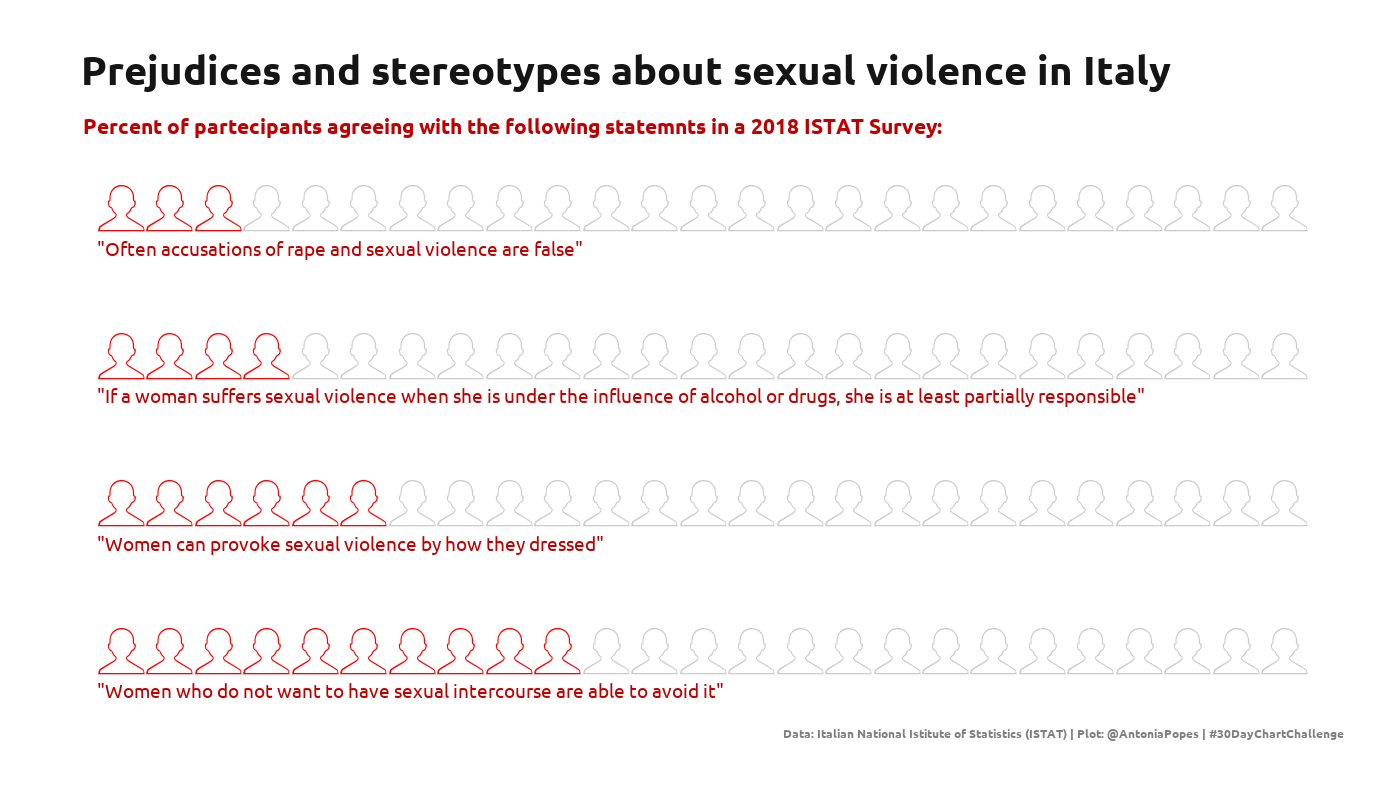 Prejudices and stereotypes about sexual violence in Italy
Percent of partecipants agreeing with the following statemnts in a 2018 ISTAT Survey:
"Often accusations of rape and sexual violence are false"
"If a woman suffers sexual violence when she is under the influence of alcohol or drugs, she is at least partially responsible"
"Women can provoke sexual violence by how they dressed"
"Women who do not want to have sexual intercourse are able to avoid it"
Data: Italian National Istitute of Statistics (ISTAT) | Plot: @AntoniaPopes | #30DayChartChallenge